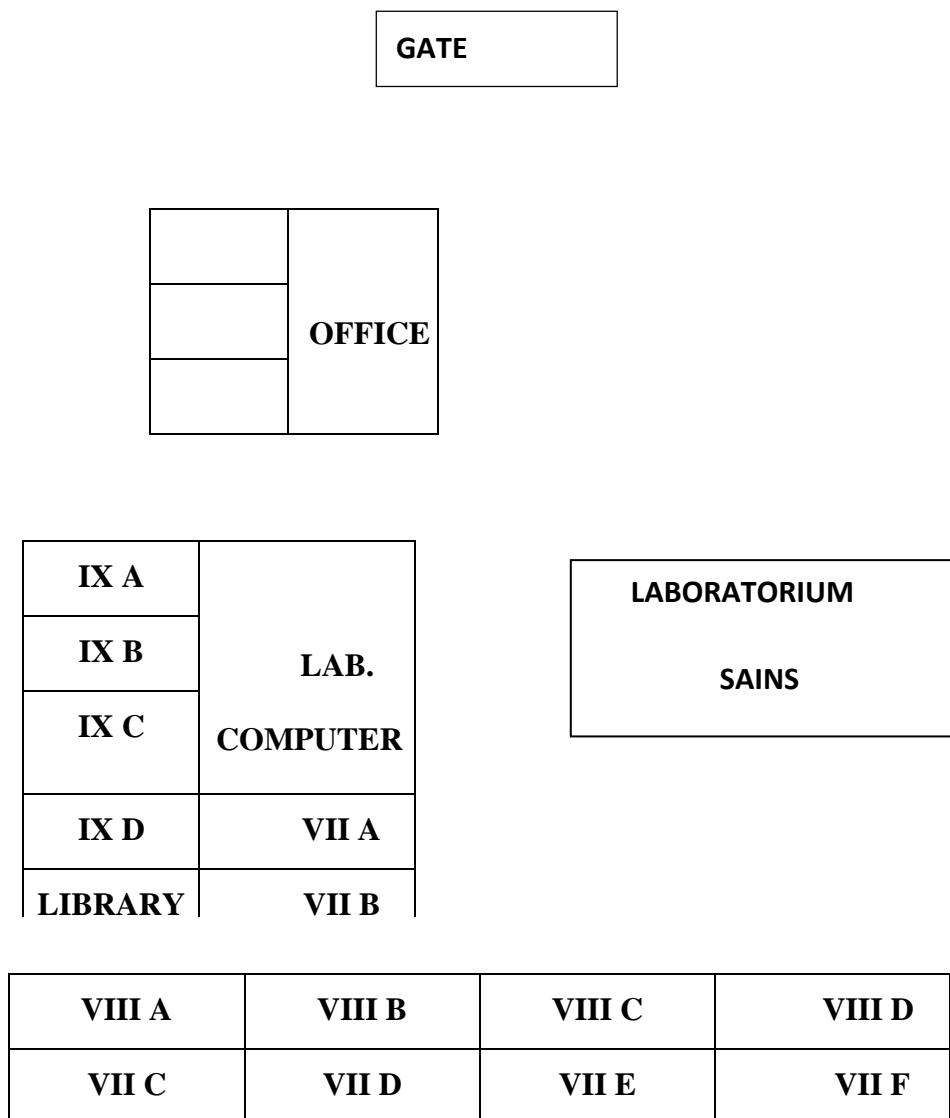 GATE
OFFICE
IX A
IX B
IX C
LAB.
COMPUTER
IX D
VII A
LIBRARY
VII B
LABORATORIUM
SAINS
VIII A
VIII B
VIII C
VIII D
VII C
VII D
VII E
VII F